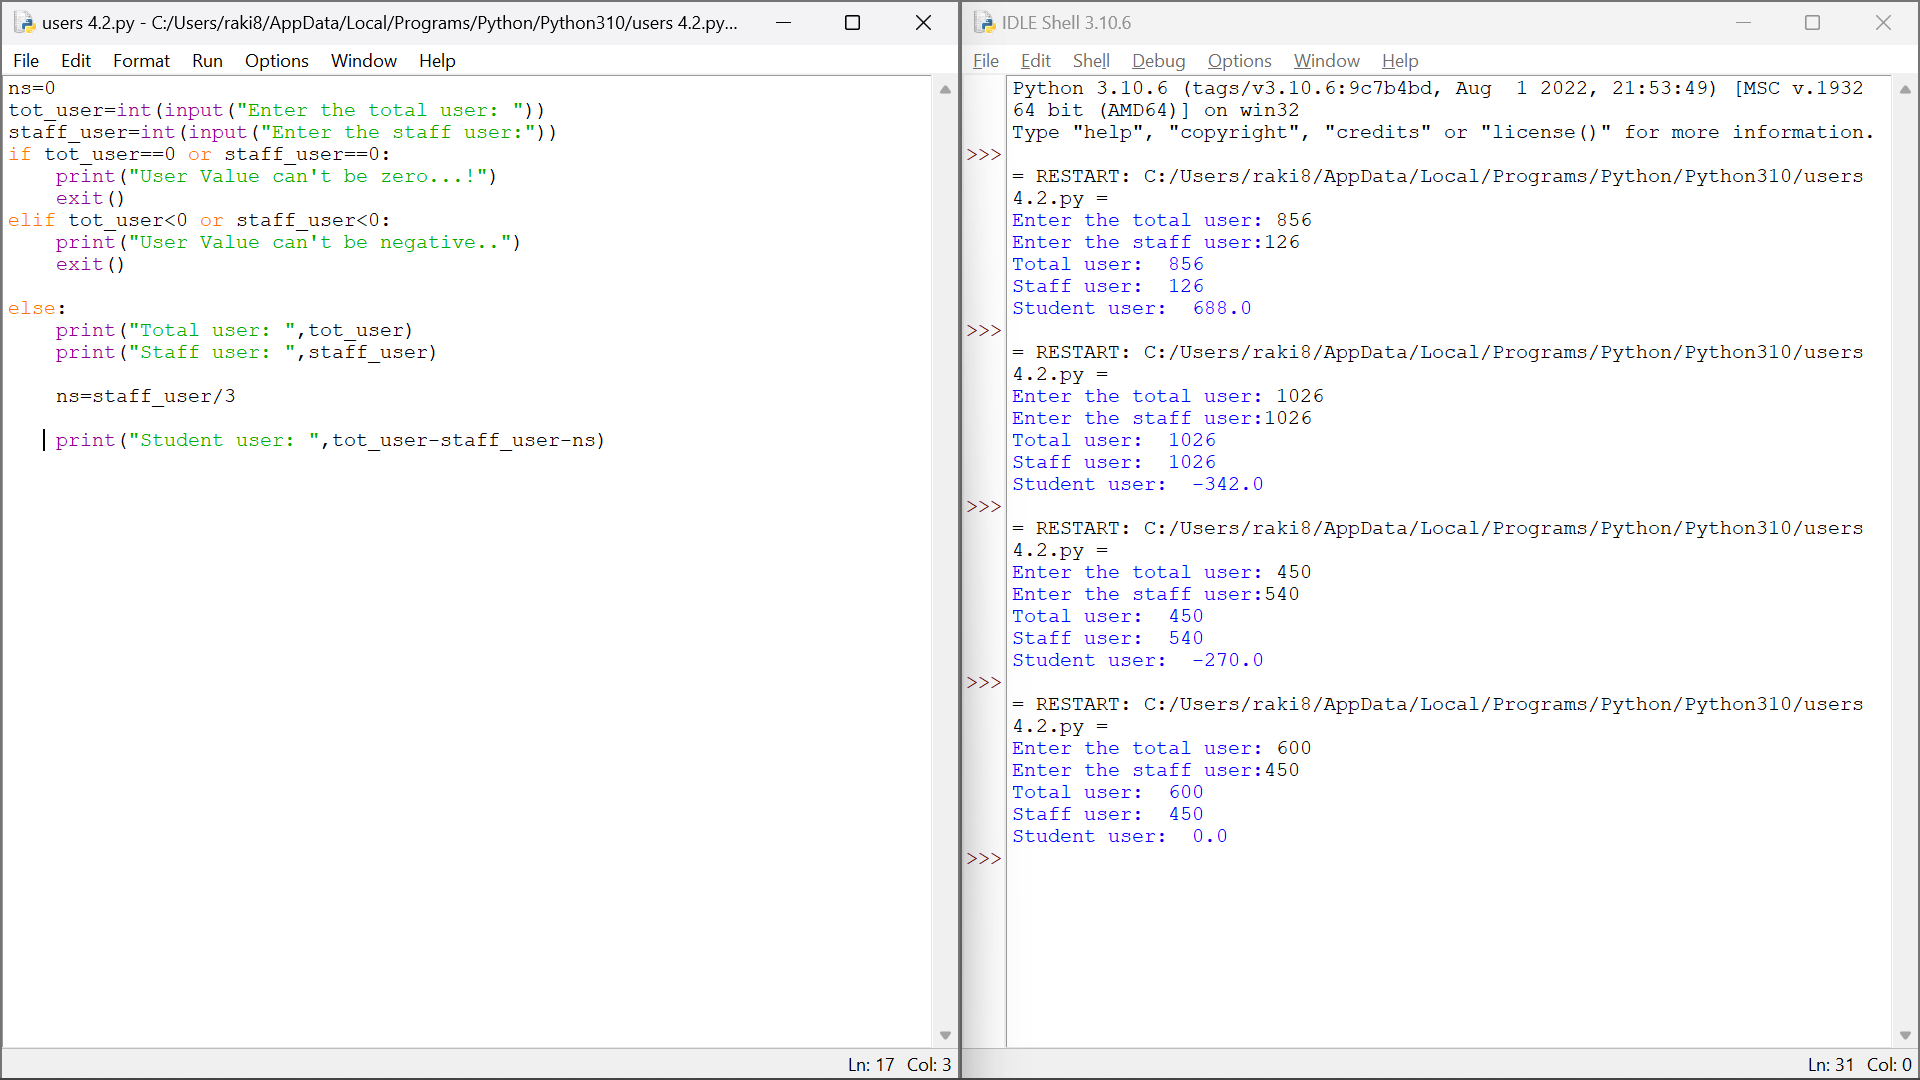 users 4.2.py - C:/Users/raki8/AppData/Local/Programs/Python/Python310/users 4.2.py...
File Edit Format Run Options Window Help
ns=0
tot_user=int(input("Enter the total user: "))
staff_user=int(input("Enter the staff user:"))
if tot_user==0 or staff_user==0:
    print("User Value can't be zero...!")
    exit()
elif tot_user<0 or staff_user<0:
    print("User Value can't be negative..")
    exit()
else:
    print("Total user: ",tot_user)
    print("Staff user: ",staff_user)
    ns=staff_user/3
    print("Student user: ",tot_user-staff_user-ns)
Ln: 17 Col: 3
IDLE Shell 3.10.6
File Edit Shell Debug Options Window Help
Python 3.10.6 (tags/v3.10.6:9c7b4bd, Aug  1 2022, 21:53:49) [MSC v.1932
64 bit (AMD64)] on win32
Type "help", "copyright", "credits" or "license()" for more information.
>>>
= RESTART: C:/Users/raki8/AppData/Local/Programs/Python/Python310/users
4.2.py =
Enter the total user: 856
Enter the staff user:126
Total user:  856
Staff user:  126
Student user:  688.0
>>>
= RESTART: C:/Users/raki8/AppData/Local/Programs/Python/Python310/users
4.2.py =
Enter the total user: 1026
Enter the staff user:1026
Total user:  1026
Staff user:  1026
Student user:  -342.0
>>>
= RESTART: C:/Users/raki8/AppData/Local/Programs/Python/Python310/users
4.2.py =
Enter the total user: 450
Enter the staff user:540
Total user:  450
Staff user:  540
Student user:  -270.0
>>>
= RESTART: C:/Users/raki8/AppData/Local/Programs/Python/Python310/users
4.2.py =
Enter the total user: 600
Enter the staff user:450
Total user:  600
Staff user:  450
Student user:  0.0
>>>
Ln: 31 Col: 0